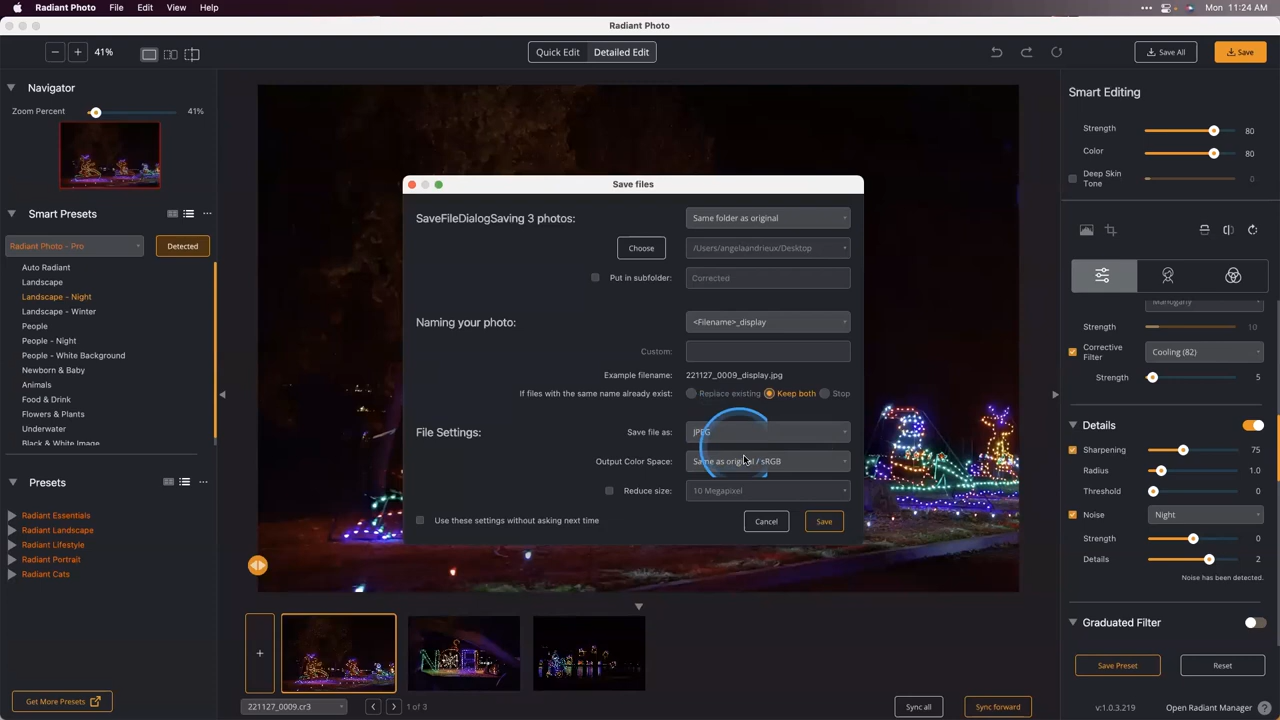 Radiant Photo File Edit View Help
Mon 11:24 AM
Radiant Photo
41%
Quick Edit Detailed Edit
Save All Save
Navigator
Zoom Percent 41%
Smart Presets
Radiant Photo - Pro Detected
Auto Radiant
Landscape
Landscape - Night
Landscape - Winter
People
People - Night
People - White Background
Newborn & Baby
Animals
Food & Drink
Flowers & Plants
Underwater
Black & White Image
Presets
Radiant Essentials
Radiant Landscape
Radiant Lifestyle
Radiant Portrait
Radiant Cats
Get More Presets
Save files
SaveFileDialogSaving 3 photos: Same folder as original
Choose /Users/angelaandrieux/Desktop
Put in subfolder: Corrected
Naming your photo: <Filename>_display
Custom:
Example filename: 221127_0009_display.jpg
If files with the same name already exist: Replace existing Keep both Stop
File Settings: Save file as: JPEG
Output Color Space: Same as original / sRGB
Reduce size: 10 Megapixel
Use these settings without asking next time
Cancel Save
NOEL
221127_0009.cr3 1 of 3
Sync all Sync forward
Smart Editing
Strength 80
Color 80
Deep Skin
Tone 0
Mahogany
Strength 10
Corrective
Filter Cooling (82)
Strength 5
Details
Sharpening 75
Radius 1.0
Threshold 0
Noise Night
Strength 0
Details 2
Noise has been detected.
Graduated Filter
Save Preset Reset
v:1.0.3.219 Open Radiant Manager ?